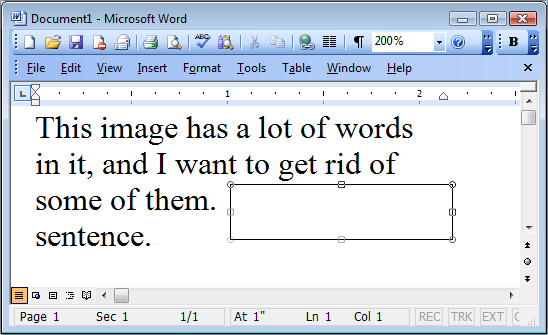 Document1 - Microsoft Word
ABC ¶ 200% B
File Edit View Insert Format Tools Table Window Help
L 1 2
This image has a lot of words
in it, and I want to get rid of
some of them.
sentence.
Page 1 Sec 1 1/1 At 1" Ln 1 Col 1 REC TRK EXT